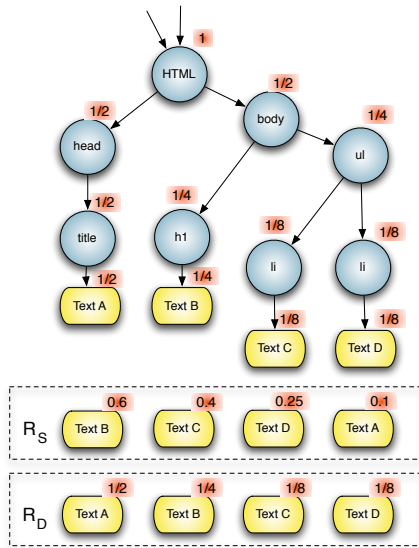 1
HTML
1/2
1/2
head
body
1/4
ul
1/2
1/4
title
h1
1/8
1/8
li
li
1/2
1/4
Text A
Text B
1/8
1/8
Text C
Text D
0.6
0.4
0.25
0.1
R_S
Text B
Text C
Text D
Text A
1/2
1/4
1/8
1/8
R_D
Text A
Text B
Text C
Text D